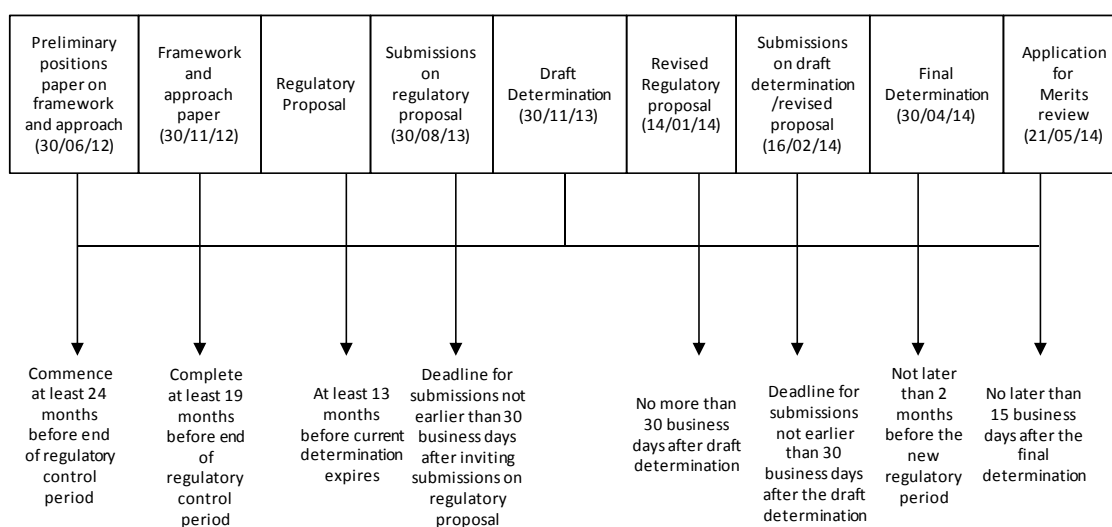 Preliminary
positions
paper on
framework
and approach
(30/06/12)
Framework
and
approach
paper
(30/11/12)
Regulatory
Proposal
Submissions
on
regulatory
proposal
(30/08/13)
Draft
Determination
(30/11/13)
Revised
Regulatory
proposal
(14/01/14)
Submissions
on draft
determination
/revised
proposal
(16/02/14)
Final
Determination
(30/04/14)
Application
for
Merits
review
(21/05/14)
Commence
at least 24
months
before end
of regulatory
control
period
Complete
at least 19
months
before end
of
regulatory
control
period
At least 13
months
before current
determination
expires
Deadline for
submissions not
earlier than 30
business days
after inviting
submissions on
regulatory
proposal
No more than
30 business
days after draft
determination
Deadline for
submissions
not earlier
than 30
business days
after the draft
determination
Not later
than 2
months
before the
new
regulatory
period
No later than
15 business
days after the
final
determination